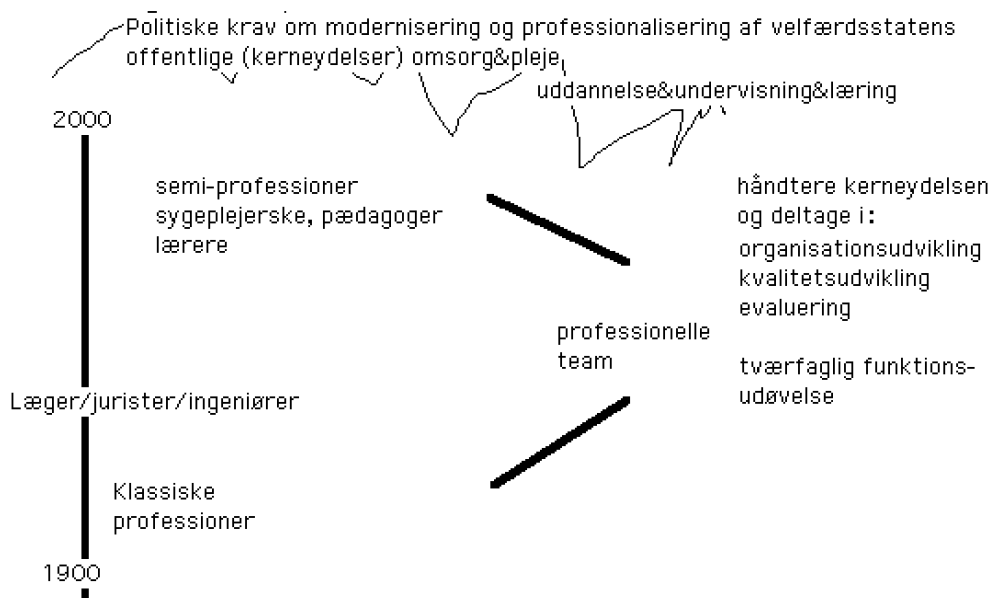 Politiske krav om modernisering og professionalisering af velfærdsstatens
offentlige (kerneydelser) omsorg&pleje,
uddannelse&undervisning&læring
2000
semi-professioner
sygeplejerske, pædagoger
lærere
håndtere kerneydelsen
og deltage i:
organisationsudvikling
kvalitetsudvikling
evaluering
professionelle
team
tværfaglig funktions-
udøvelse
Læger/jurister/ingeniører
Klassiske
professioner
1900